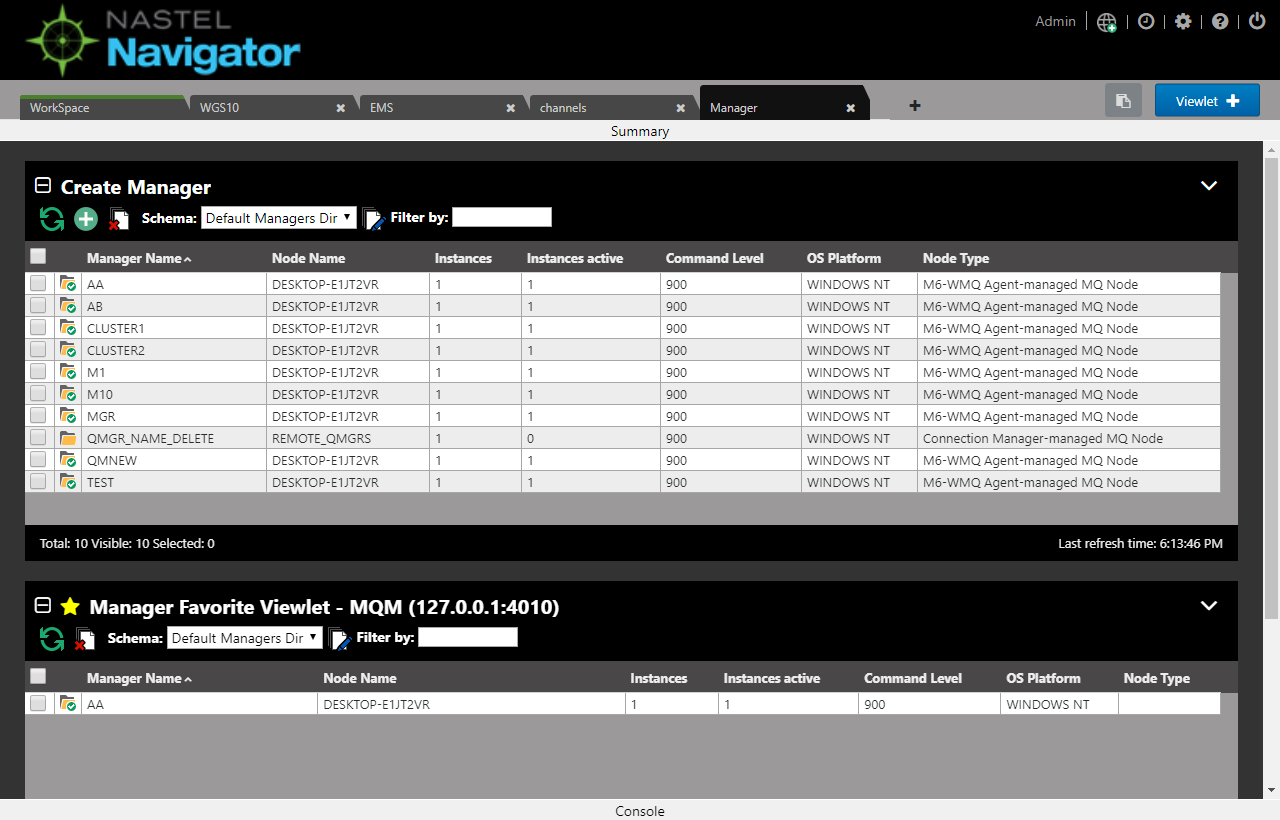 NASTEL
Navigator
Admin
WorkSpace WGS10 EMS channels Manager Viewlet
Summary
Create Manager
Schema: Default Managers Dir Filter by:
Manager Name Node Name Instances Instances active Command Level OS Platform Node Type
AA DESKTOP-E1JT2VR 1 1 900 WINDOWS NT M6-WMQ Agent-managed MQ Node
AB DESKTOP-E1JT2VR 1 1 900 WINDOWS NT M6-WMQ Agent-managed MQ Node
CLUSTER1 DESKTOP-E1JT2VR 1 1 900 WINDOWS NT M6-WMQ Agent-managed MQ Node
CLUSTER2 DESKTOP-E1JT2VR 1 1 900 WINDOWS NT M6-WMQ Agent-managed MQ Node
M1 DESKTOP-E1JT2VR 1 1 900 WINDOWS NT M6-WMQ Agent-managed MQ Node
M10 DESKTOP-E1JT2VR 1 1 900 WINDOWS NT M6-WMQ Agent-managed MQ Node
MGR DESKTOP-E1JT2VR 1 1 900 WINDOWS NT M6-WMQ Agent-managed MQ Node
QMGR_NAME_DELETE REMOTE_QMGRS 1 0 900 WINDOWS NT Connection Manager-managed MQ Node
QMNEW DESKTOP-E1JT2VR 1 1 900 WINDOWS NT M6-WMQ Agent-managed MQ Node
TEST DESKTOP-E1JT2VR 1 1 900 WINDOWS NT M6-WMQ Agent-managed MQ Node
Total: 10 Visible: 10 Selected: 0 Last refresh time: 6:13:46 PM
Manager Favorite Viewlet - MQM (127.0.0.1:4010)
Schema: Default Managers Dir Filter by:
Manager Name Node Name Instances Instances active Command Level OS Platform Node Type
AA DESKTOP-E1JT2VR 1 1 900 WINDOWS NT
Console